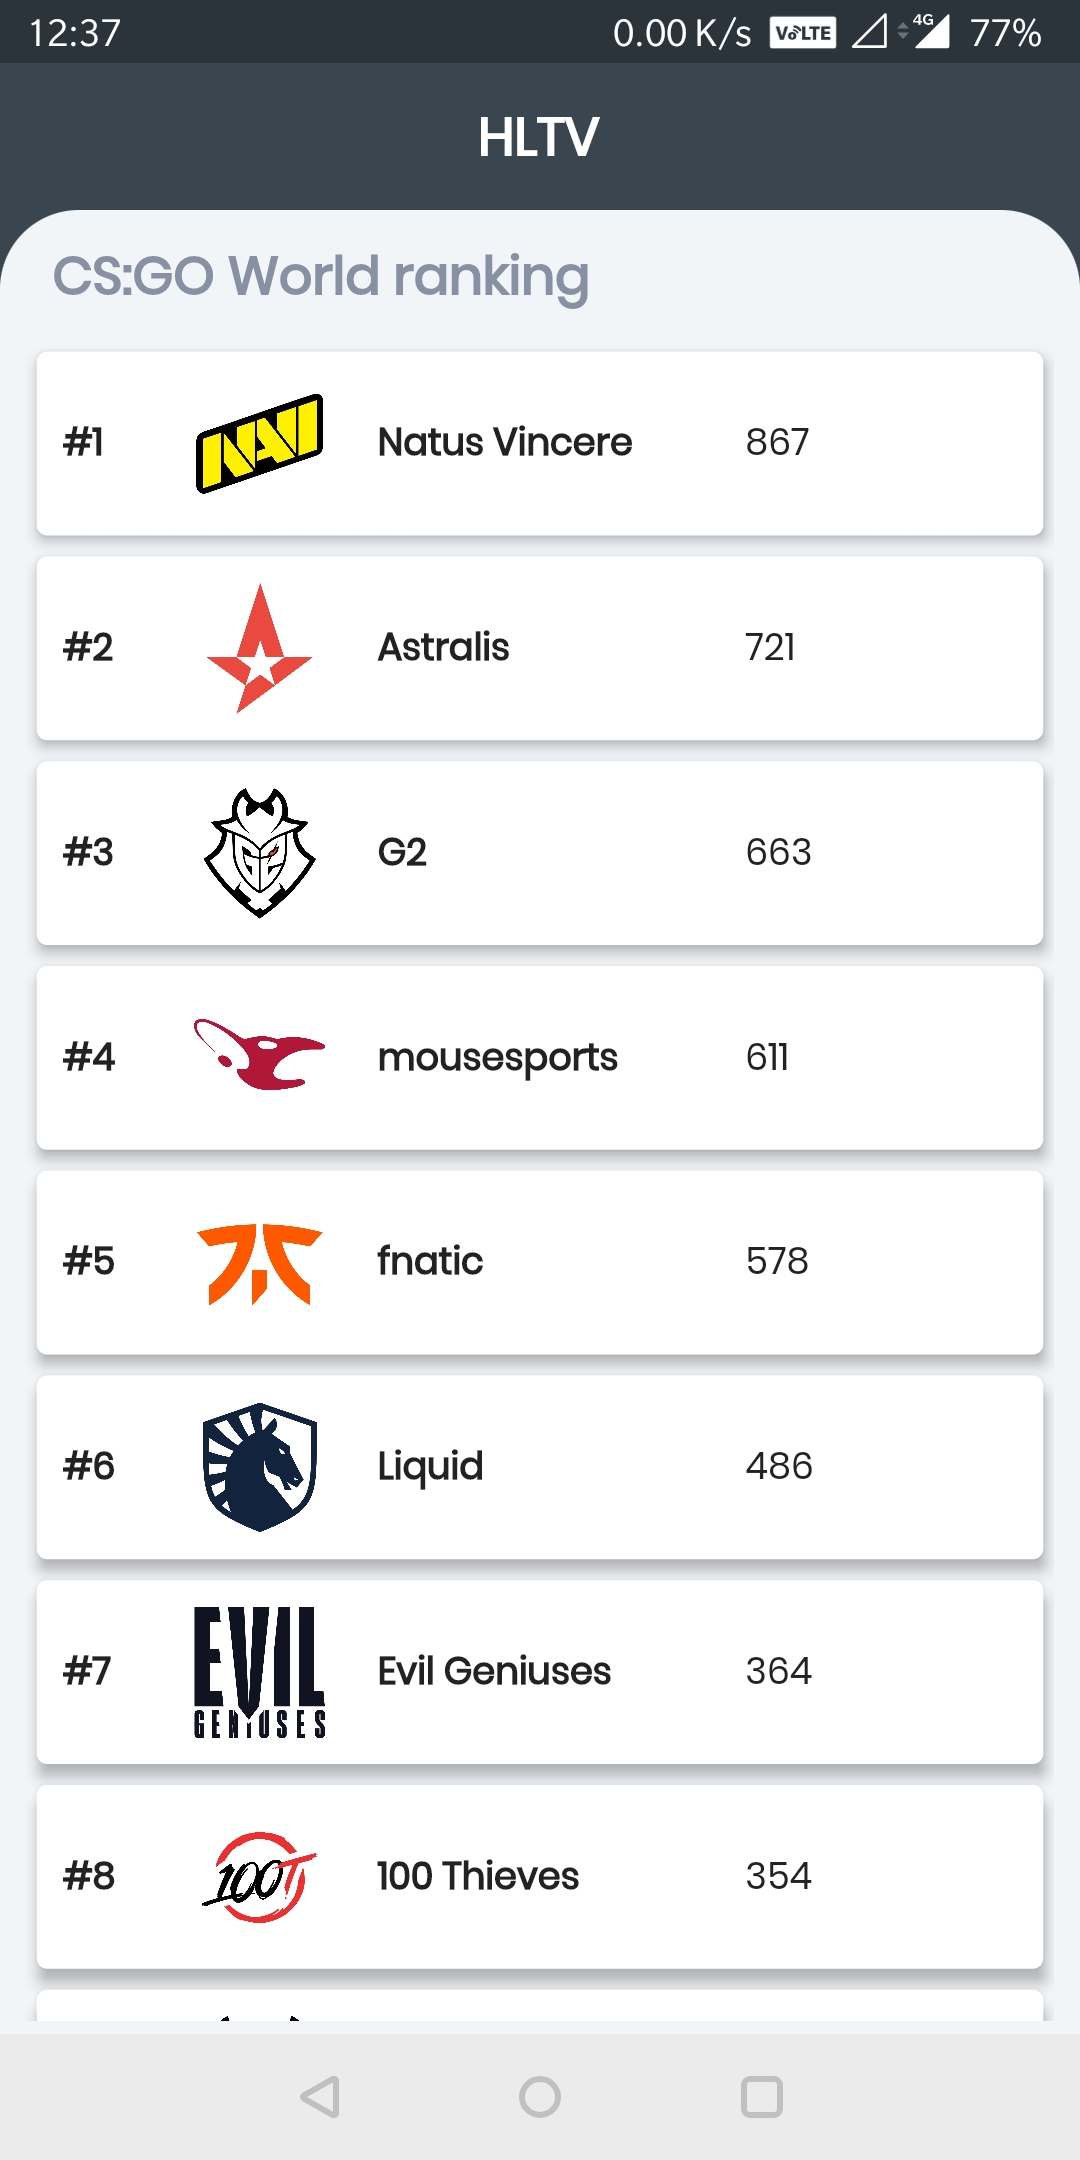 12:37 0.00 K/s VoLTE 4G 77%
HLTV
CS:GO World ranking
#1 NAVI Natus Vincere 867
#2 Astralis 721
#3 G2 663
#4 mousesports 611
#5 fnatic 578
#6 Liquid 486
#7 EVIL GENIUSES Evil Geniuses 364
#8 100T 100 Thieves 354